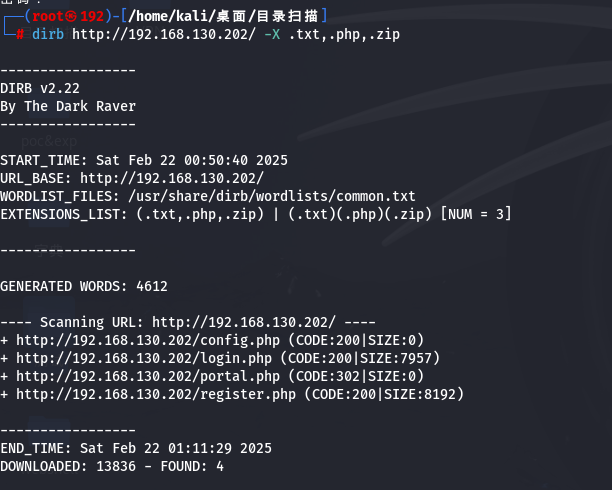 ┌──(root㉿192)-[/home/kali/桌面/目录扫描]
└─# dirb http://192.168.130.202/ -X .txt,.php,.zip
-----------------
DIRB v2.22
By The Dark Raver
-----------------
poc&exp
START_TIME: Sat Feb 22 00:50:40 2025
URL_BASE: http://192.168.130.202/
WORDLIST_FILES: /usr/share/dirb/wordlists/common.txt
EXTENSIONS_LIST: (.txt,.php,.zip) | (.txt)(.php)(.zip) [NUM = 3]
-----------------
GENERATED WORDS: 4612
---- Scanning URL: http://192.168.130.202/ ----
+ http://192.168.130.202/config.php (CODE:200|SIZE:0)
+ http://192.168.130.202/login.php (CODE:200|SIZE:7957)
+ http://192.168.130.202/portal.php (CODE:302|SIZE:0)
+ http://192.168.130.202/register.php (CODE:200|SIZE:8192)
-----------------
END_TIME: Sat Feb 22 01:11:29 2025
DOWNLOADED: 13836 - FOUND: 4